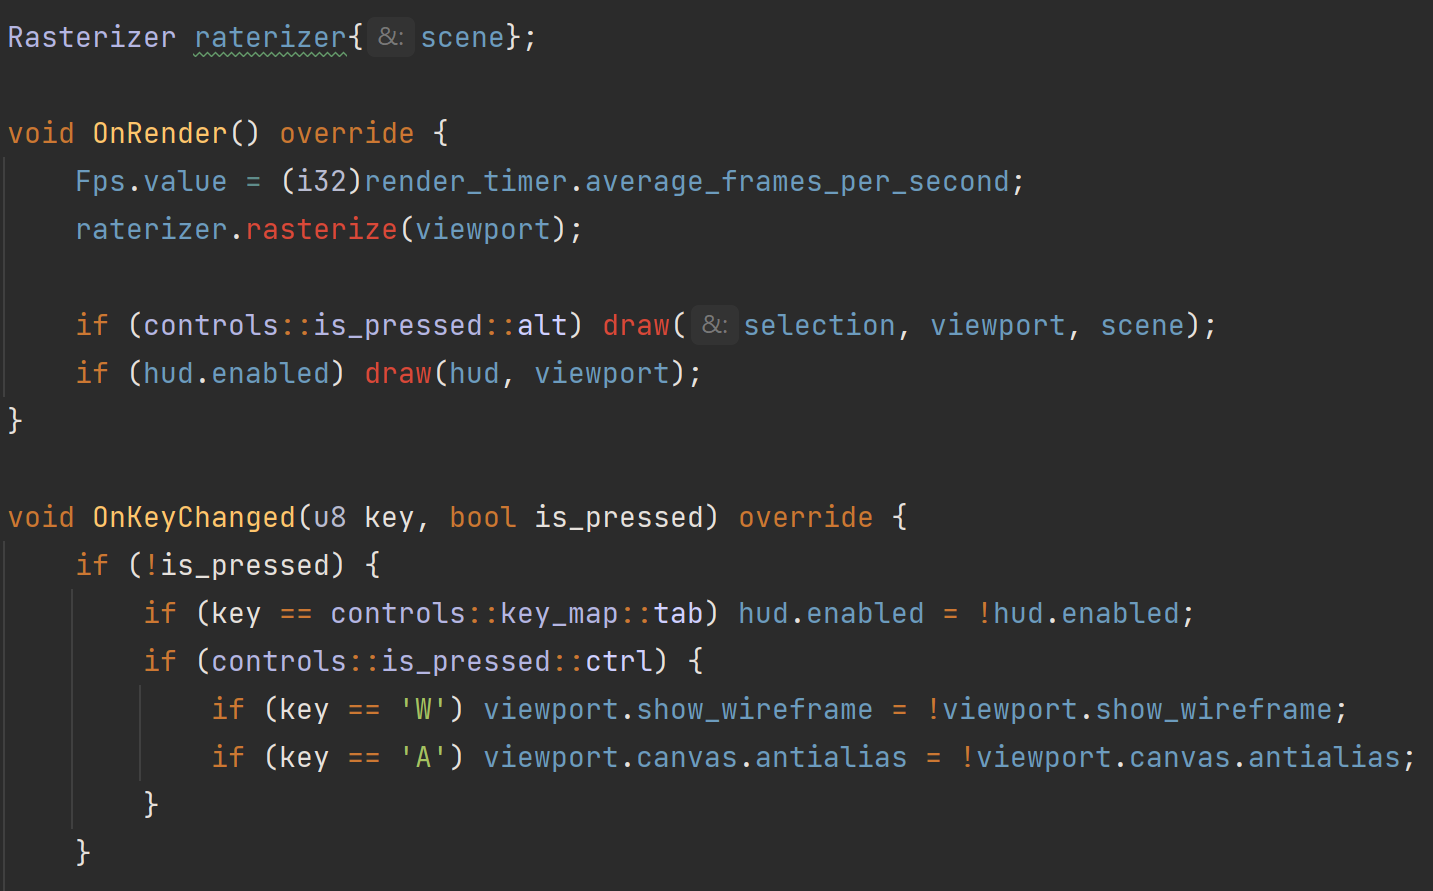 Rasterizer raterizer{&: scene};
void OnRender() override {
Fps.value = (i32)render_timer.average_frames_per_second;
raterizer.rasterize(viewport);
if (controls::is_pressed::alt) draw(&: selection, viewport, scene);
if (hud.enabled) draw(hud, viewport);
}
void OnKeyChanged(u8 key, bool is_pressed) override {
if (!is_pressed) {
if (key == controls::key_map::tab) hud.enabled = !hud.enabled;
if (controls::is_pressed::ctrl) {
if (key == 'W') viewport.show_wireframe = !viewport.show_wireframe;
if (key == 'A') viewport.canvas.antialias = !viewport.canvas.antialias;
}
}